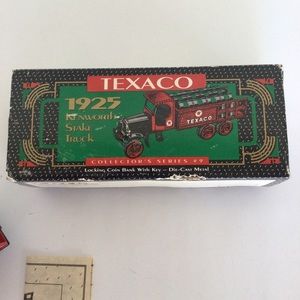 TEXACO
1925
KENWORTH
STAKE
TRUCK
TEXACO
COLLECTOR'S SERIES #9
LOCKING COIN BANK WITH KEY — DIE-CAST METAL